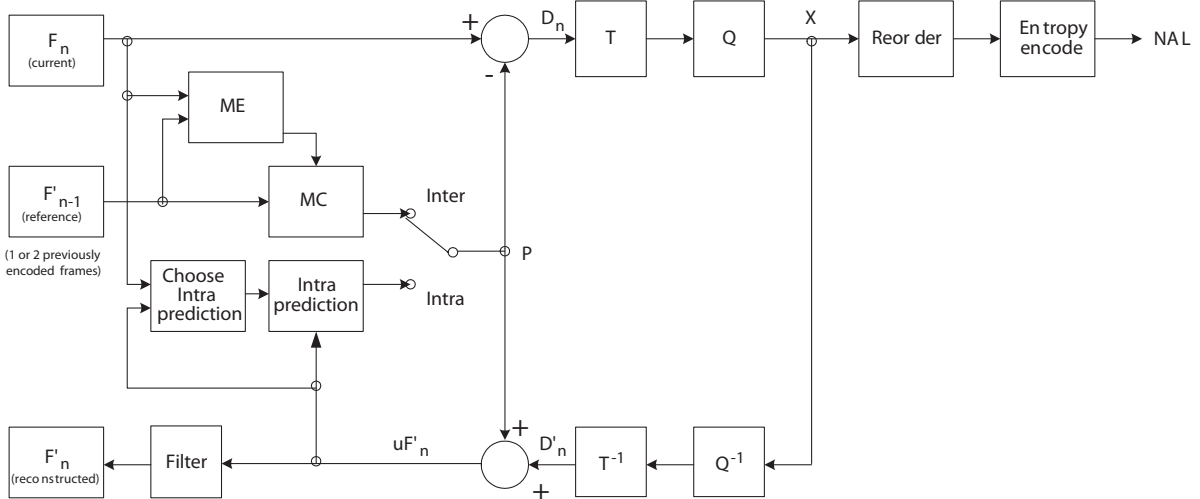 F n
(current)
+
-
D n
T
Q
X
Reor der
En tropy
encode
NAL
ME
F' n-1
(reference)
(1 or 2 previously
encoded frames)
MC
Inter
P
Choose
Intra
prediction
Intra
prediction
Intra
F' n
(reco nstructed)
Filter
uF' n
+
+
D' n
T -1
Q -1